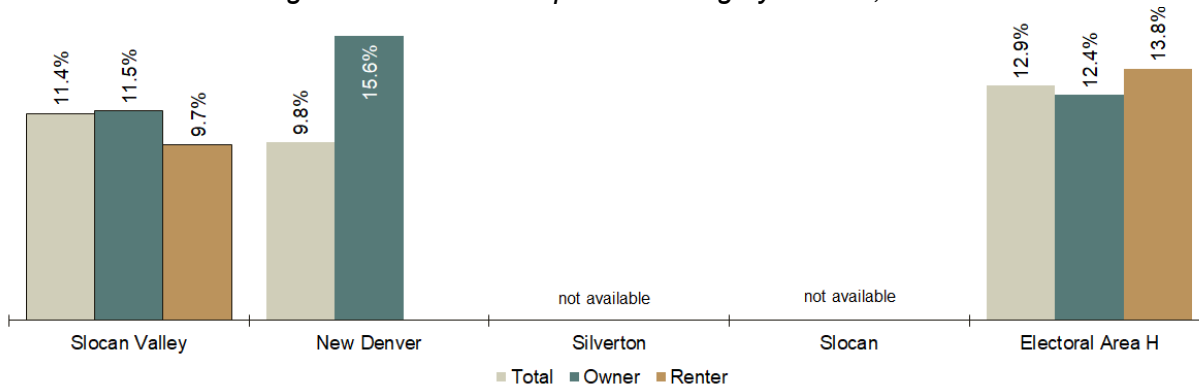 11.4%
11.5%
9.7%
9.8%
15.6%
not available
not available
12.9%
12.4%
13.8%
Slocan Valley New Denver Silverton Slocan Electoral Area H
Total Owner Renter